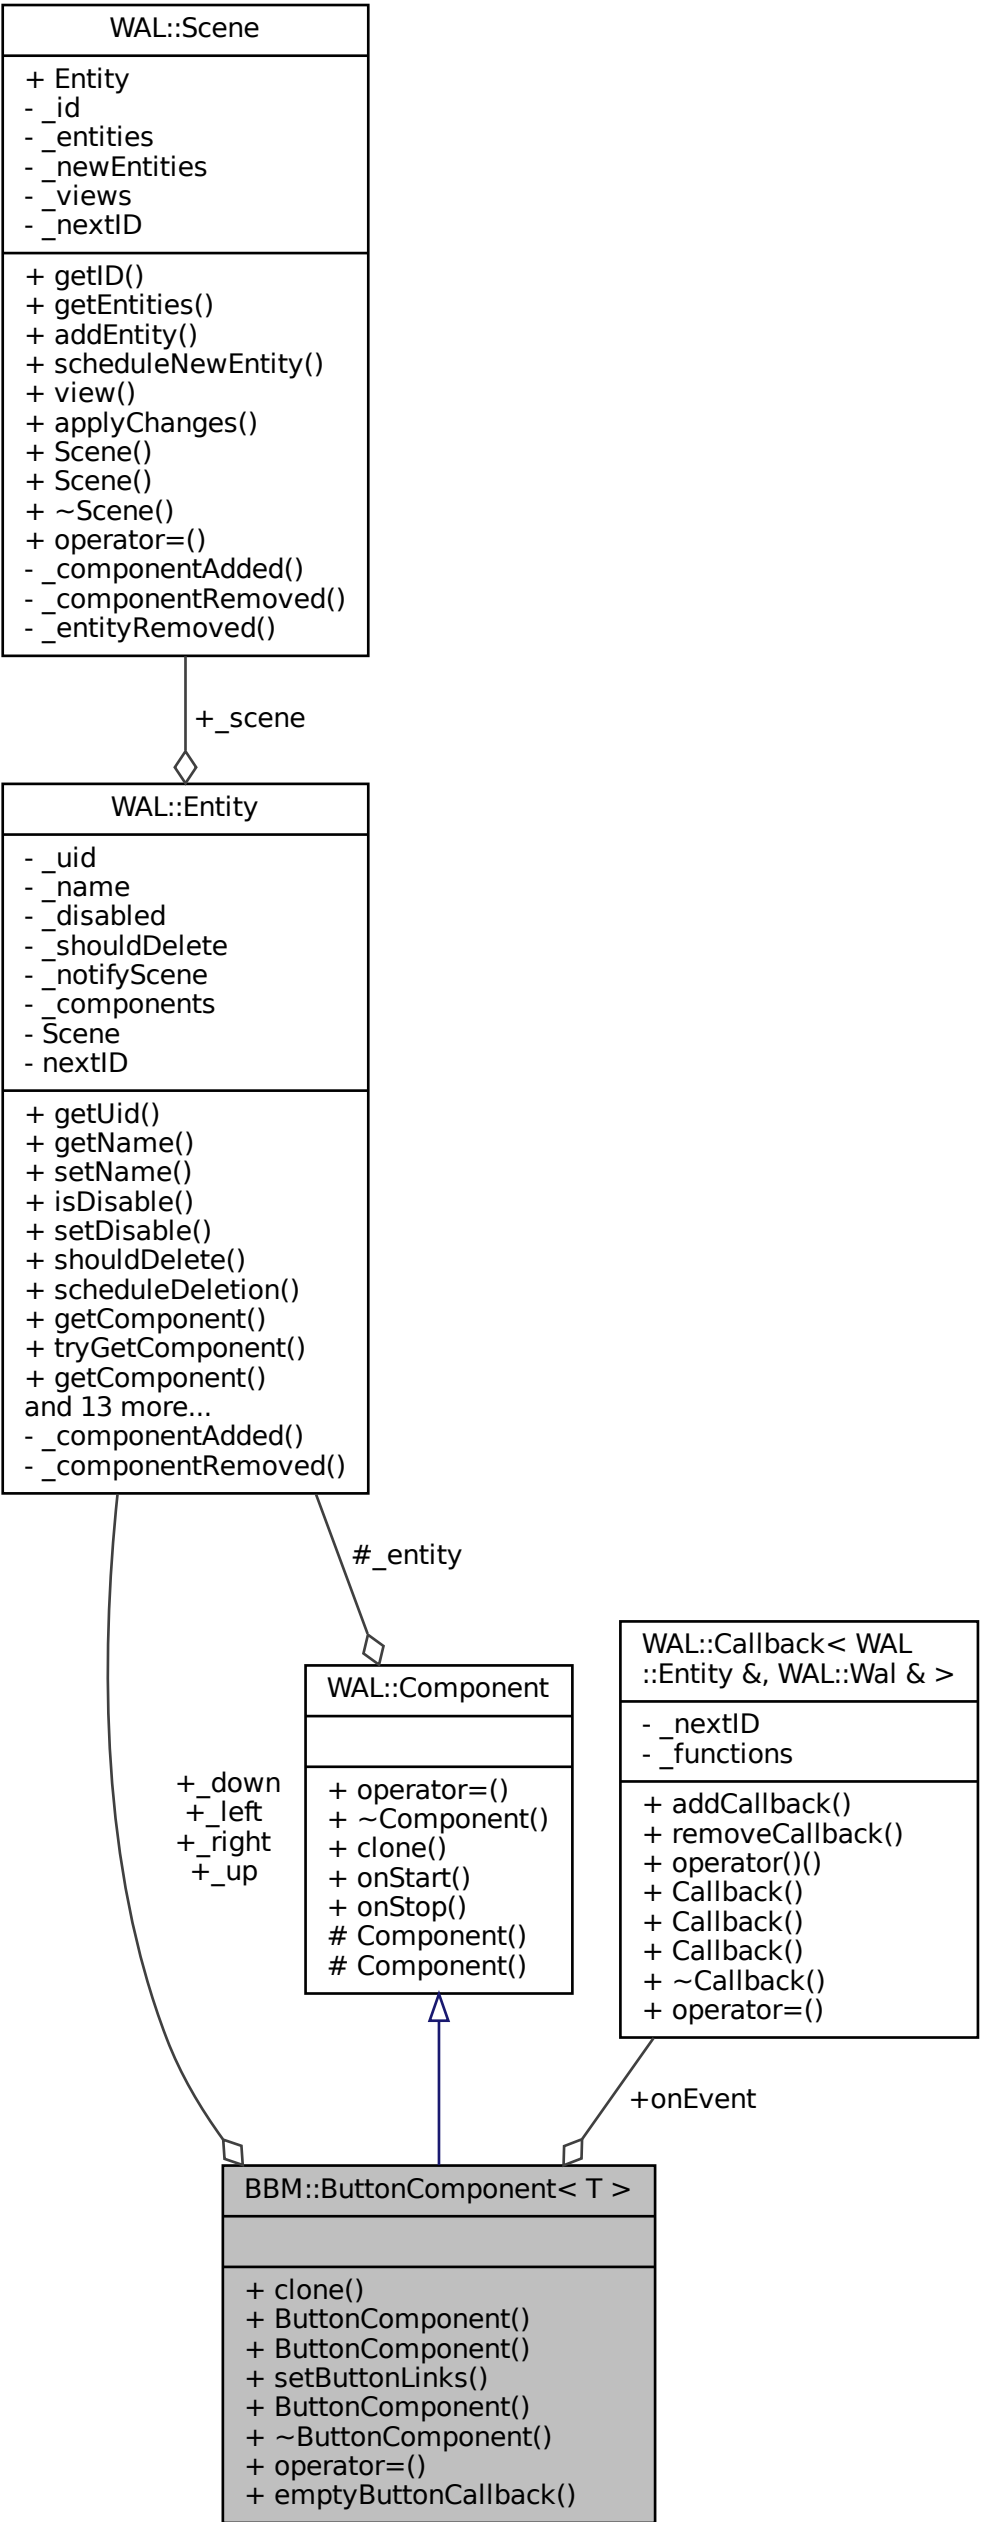 WAL::Scene
+ Entity
- _id
- _entities
- _newEntities
- _views
- _nextID
+ getID()
+ getEntities()
+ addEntity()
+ scheduleNewEntity()
+ view()
+ applyChanges()
+ Scene()
+ Scene()
+ ~Scene()
+ operator=()
- _componentAdded()
- _componentRemoved()
- _entityRemoved()
+_scene
WAL::Entity
- _uid
- _name
- _disabled
- _shouldDelete
- _notifyScene
- _components
- Scene
- nextID
+ getUid()
+ getName()
+ setName()
+ isDisable()
+ setDisable()
+ shouldDelete()
+ scheduleDeletion()
+ getComponent()
+ tryGetComponent()
+ getComponent()
and 13 more...
- _componentAdded()
- _componentRemoved()
#_entity
+_down
+_left
+_right
+_up
WAL::Component
+ operator=()
+ ~Component()
+ clone()
+ onStart()
+ onStop()
# Component()
# Component()
WAL::Callback< WAL
::Entity &, WAL::Wal & >
- _nextID
- _functions
+ addCallback()
+ removeCallback()
+ operator()()
+ Callback()
+ Callback()
+ Callback()
+ ~Callback()
+ operator=()
+onEvent
BBM::ButtonComponent< T >
+ clone()
+ ButtonComponent()
+ ButtonComponent()
+ setButtonLinks()
+ ButtonComponent()
+ ~ButtonComponent()
+ operator=()
+ emptyButtonCallback()